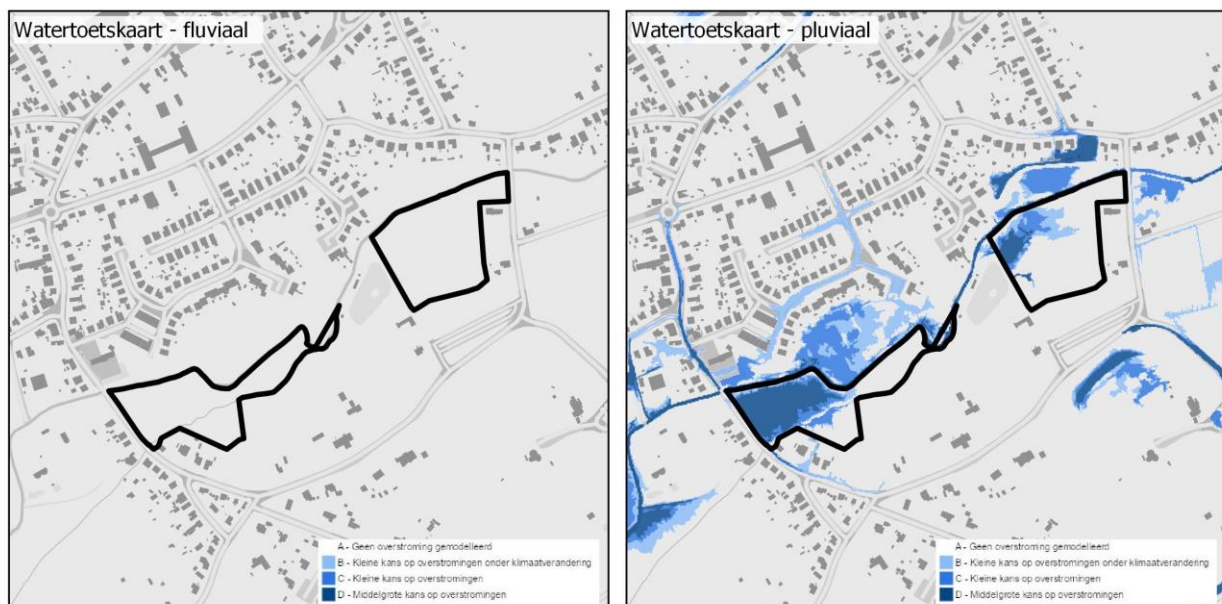 Watertoetskaart - fluviaal
A - Geen overstroming gemodelleerd
B - Kleine kans op overstromingen onder klimaatverandering
C - Kleine kans op overstromingen
D - Middelgrote kans op overstromingen
Watertoetskaart - pluviaal
A - Geen overstroming gemodelleerd
B - Kleine kans op overstromingen onder klimaatverandering
C - Kleine kans op overstromingen
D - Middelgrote kans op overstromingen